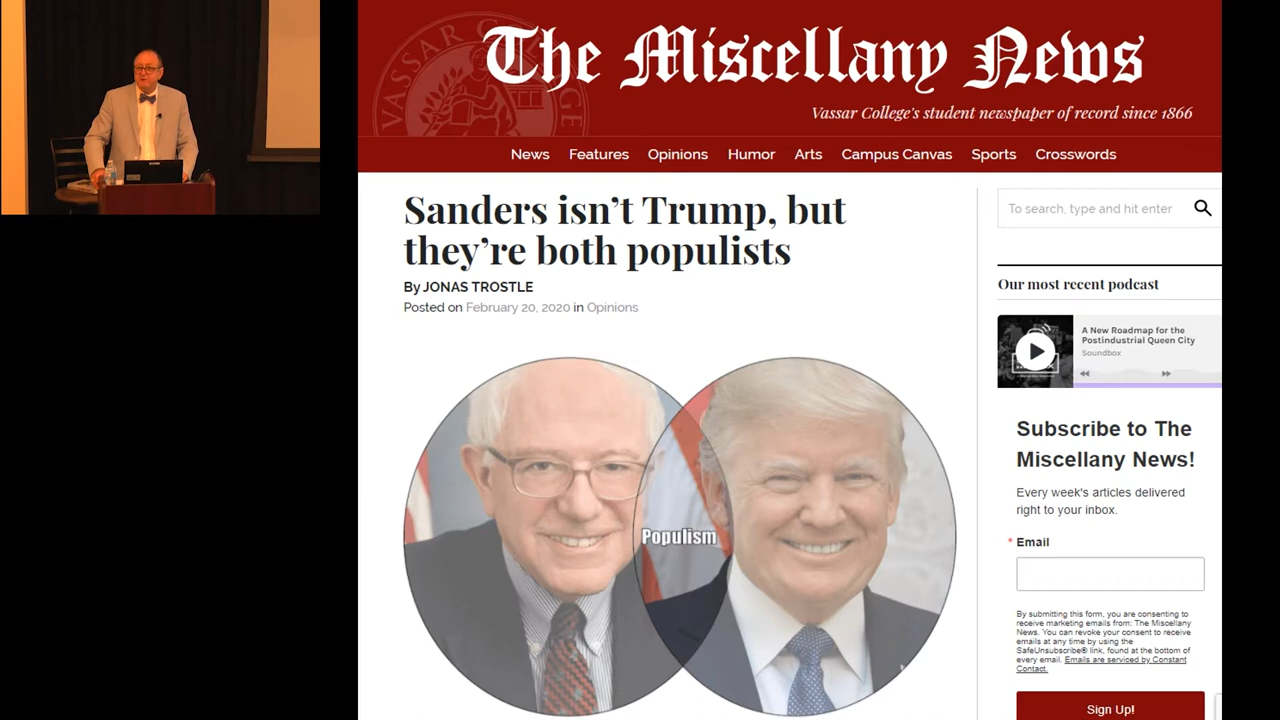 The Miscellany News
Vassar College's student newspaper of record since 1866
VASSAR COLLEGE
News Features Opinions Humor Arts Campus Canvas Sports Crosswords
Sanders isn't Trump, but
they're both populists
By JONAS TROSTLE
Posted on February 20, 2020 in Opinions
Populism
To search, type and hit enter
Our most recent podcast
A New Roadmap for the
Postindustrial Queen City
Soundbox
Subscribe to The
Miscellany News!
Every week's articles delivered
right to your inbox.
* Email
By submitting this form, you are consenting to
receive marketing emails from: The Miscellany
News. You can revoke your consent to receive
emails at any time by using the
SafeUnsubscribe® link, found at the bottom of
every email. Emails are serviced by Constant
Contact.
Sign Up!